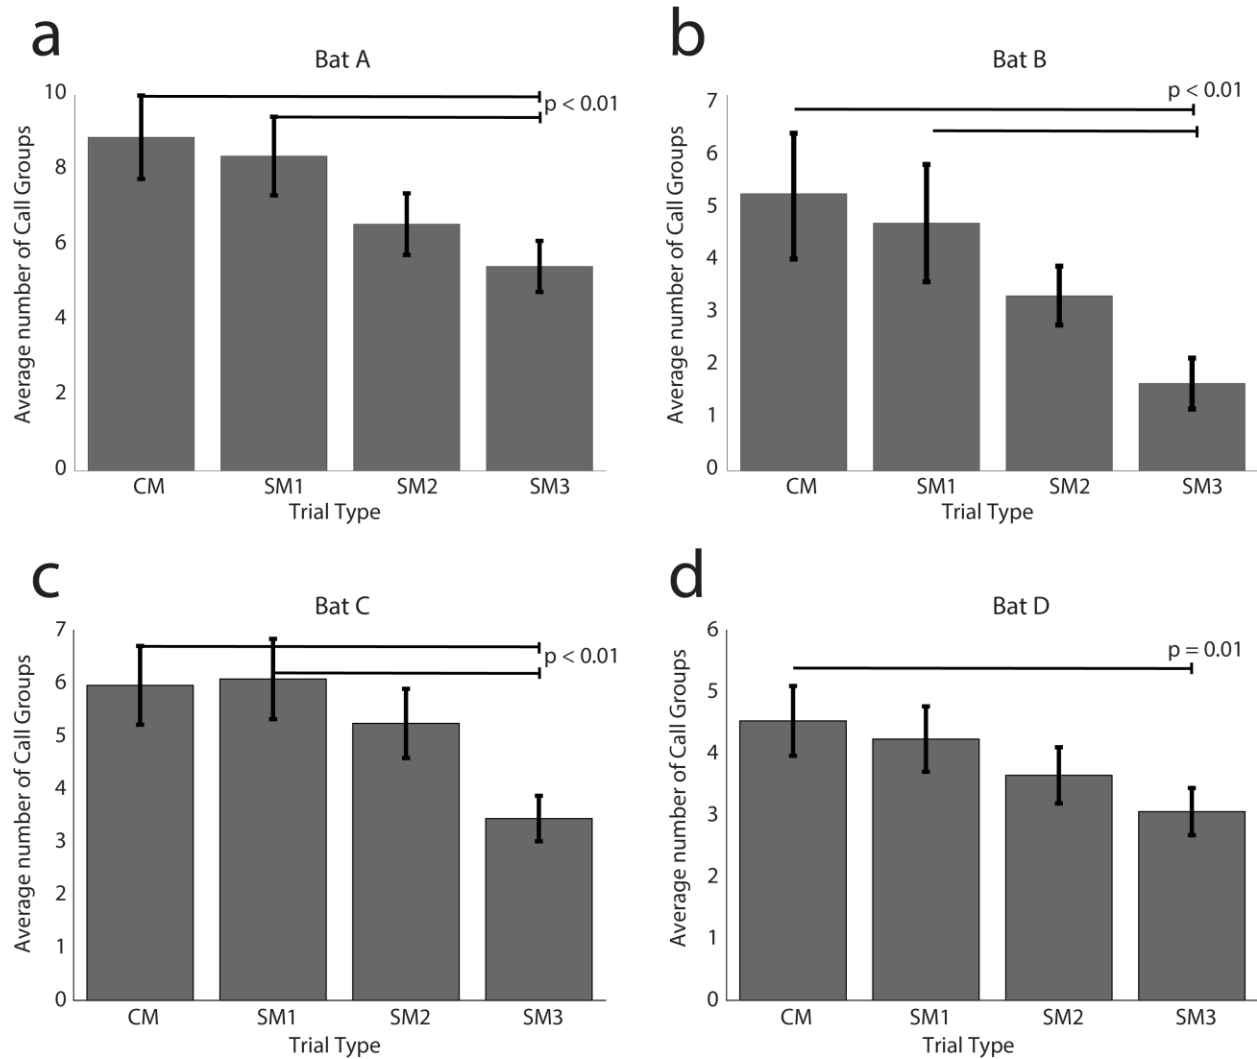 a
Bat A
10
8
6
4
2
0
Average number of Call Groups
p < 0.01
CM SM1 SM2 SM3
Trial Type
b
Bat B
7
6
5
4
3
2
1
0
Average number of Call Groups
p < 0.01
CM SM1 SM2 SM3
Trial Type
c
Bat C
7
6
5
4
3
2
1
0
Average number of Call Groups
p < 0.01
CM SM1 SM2 SM3
Trial Type
d
Bat D
6
5
4
3
2
1
0
Average number of Call Groups
p = 0.01
CM SM1 SM2 SM3
Trial Type